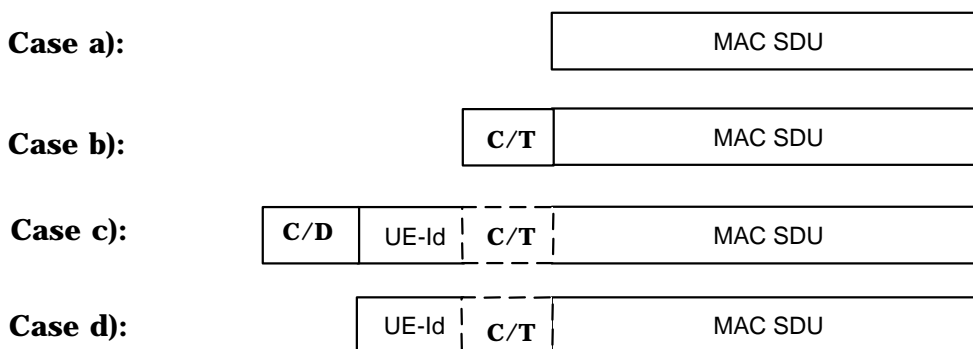 Case a): MAC SDU
Case b): C/T MAC SDU
Case c): C/D UE-Id C/T MAC SDU
Case d): UE-Id C/T MAC SDU